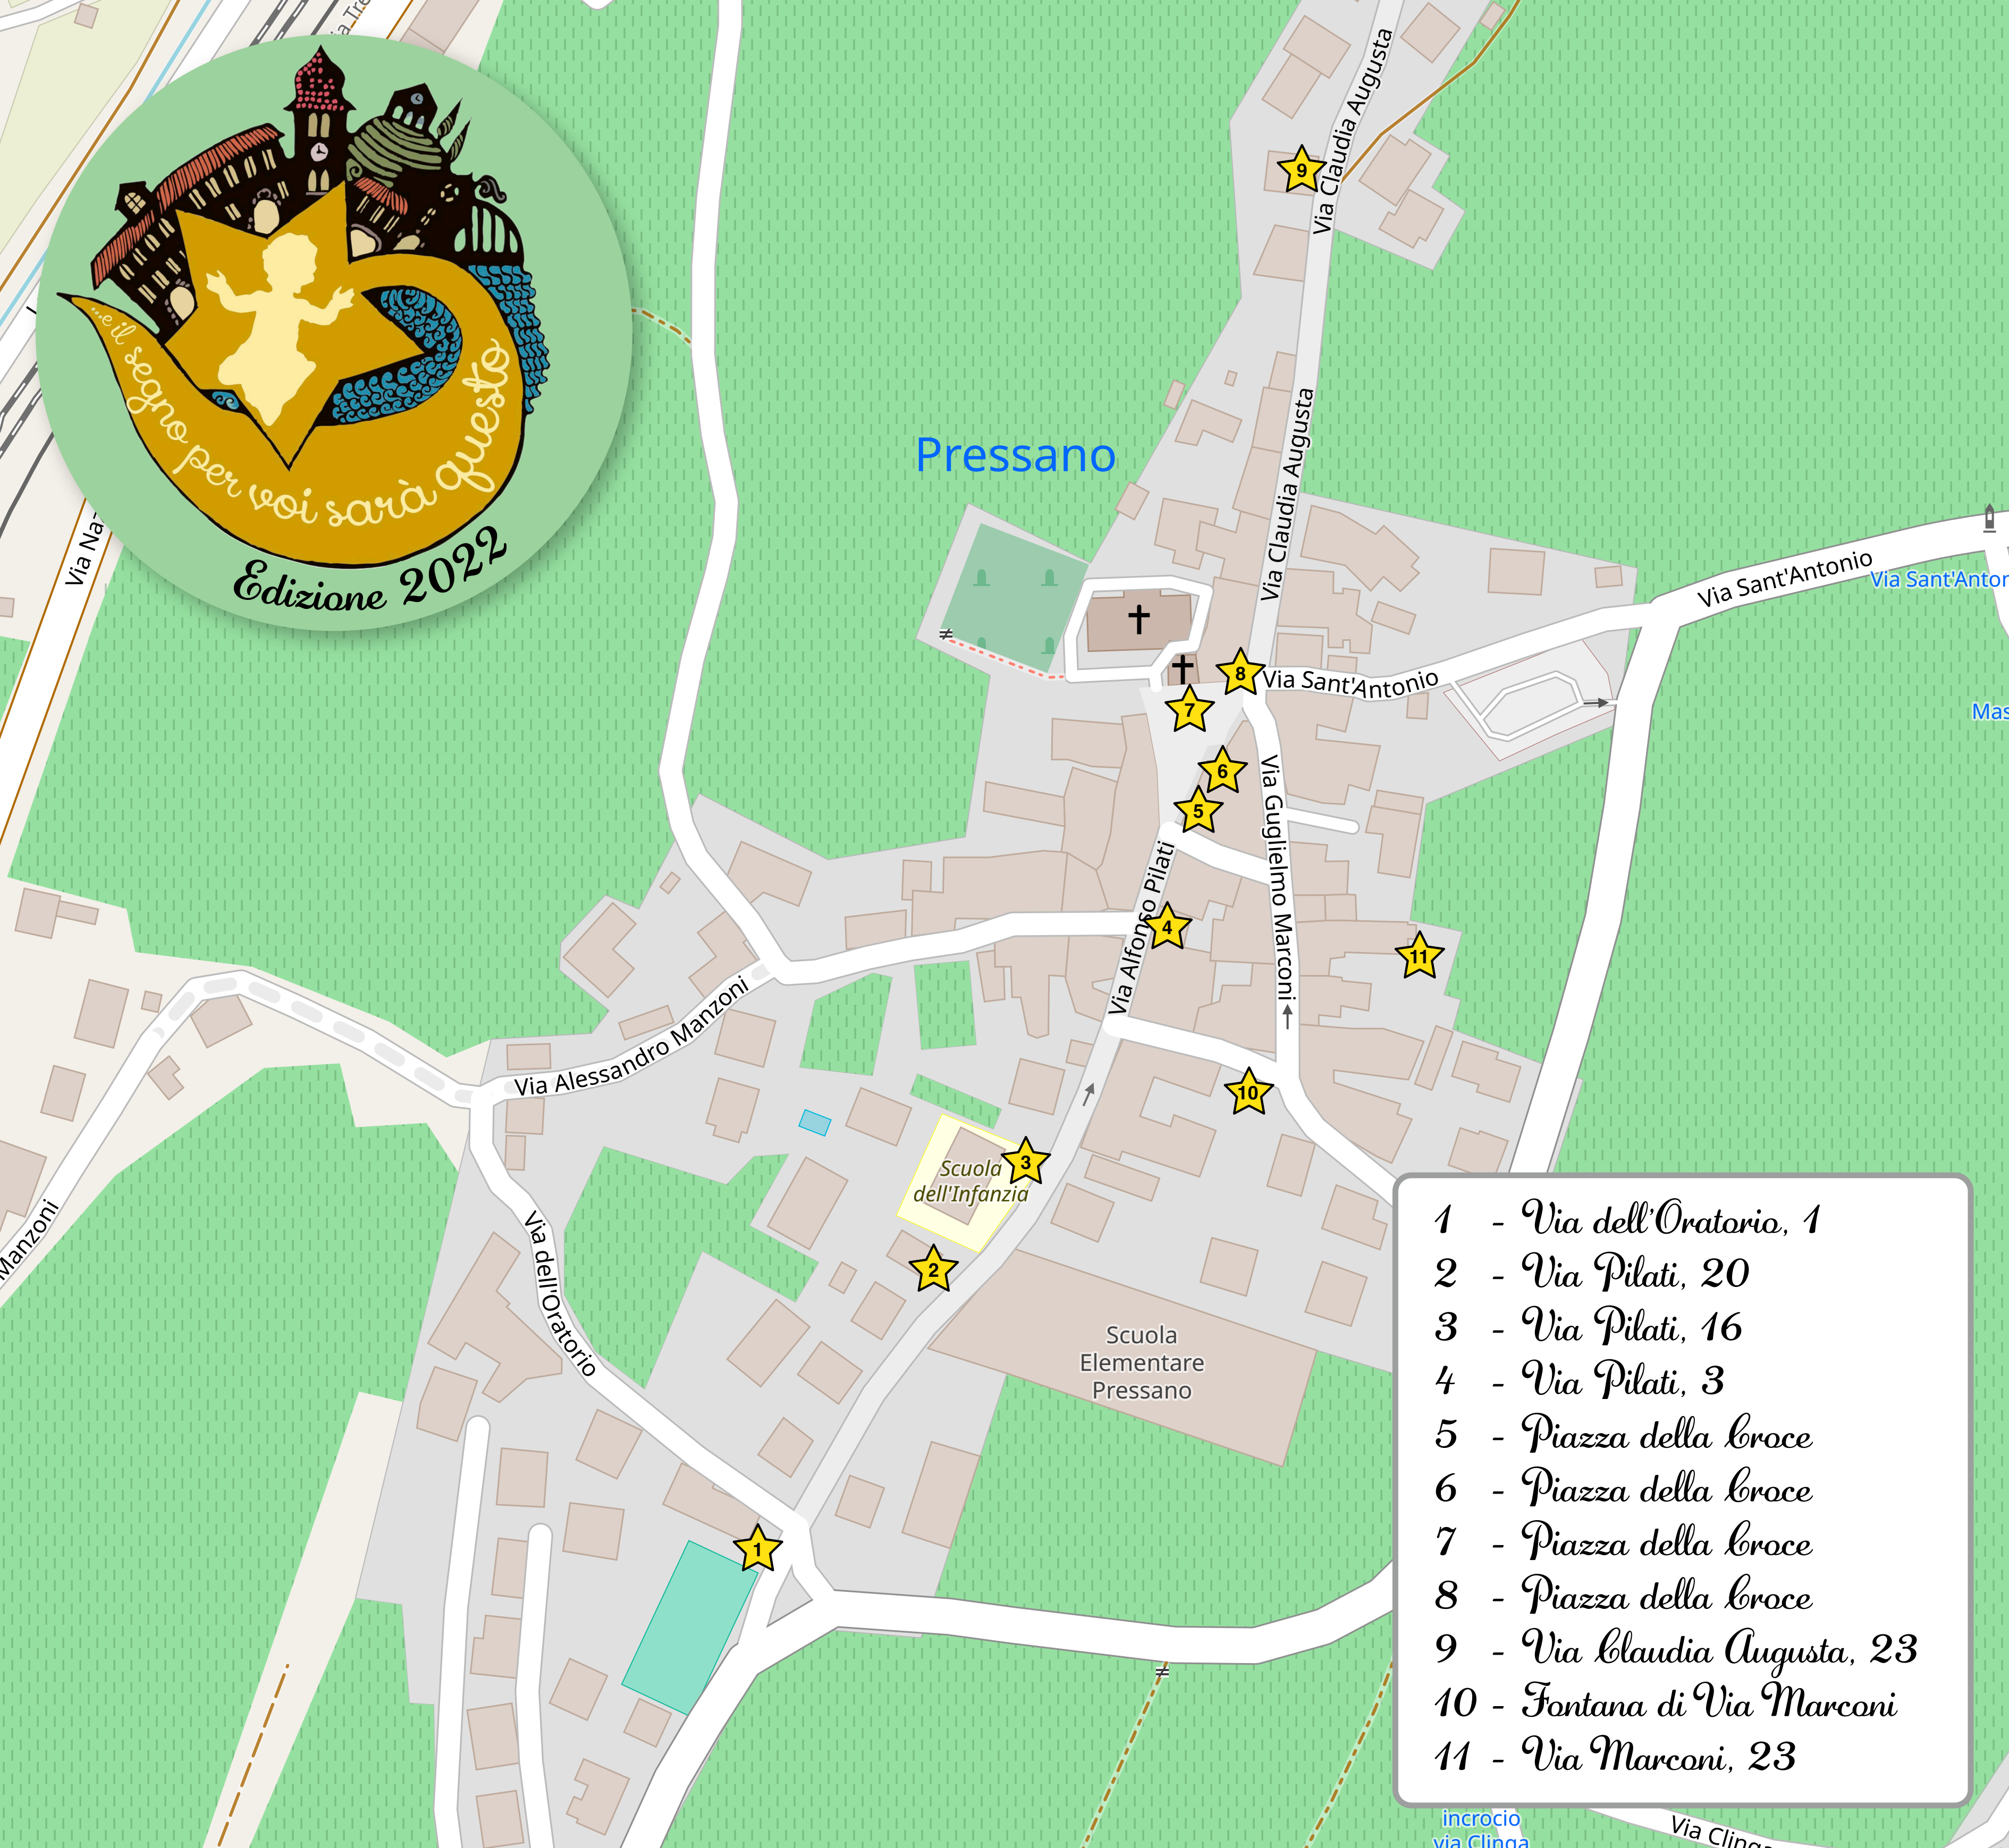 ...e il segno per voi sarà questo
Edizione 2022
Via Na-
Pressano
Via Claudia Augusta
9
Via Claudia Augusta
Via Sant'Antonio
8
Via Sant'Antonio
7
6
5
Via Guglielmo Marconi
Via Alfonso Pilati
4
11
Via Alessandro Manzoni
10
3
Scuola
dell'Infanzia
2
Manzoni
Via dell'Oratorio
Scuola
Elementare
Pressano
1
1 - Via dell'Oratorio, 1
2 - Via Pilati, 20
3 - Via Pilati, 16
4 - Via Pilati, 3
5 - Piazza della Croce
6 - Piazza della Croce
7 - Piazza della Croce
8 - Piazza della Croce
9 - Via Claudia Augusta, 23
10 - Fontana di Via Marconi
11 - Via Marconi, 23
incrocio
via Clinga